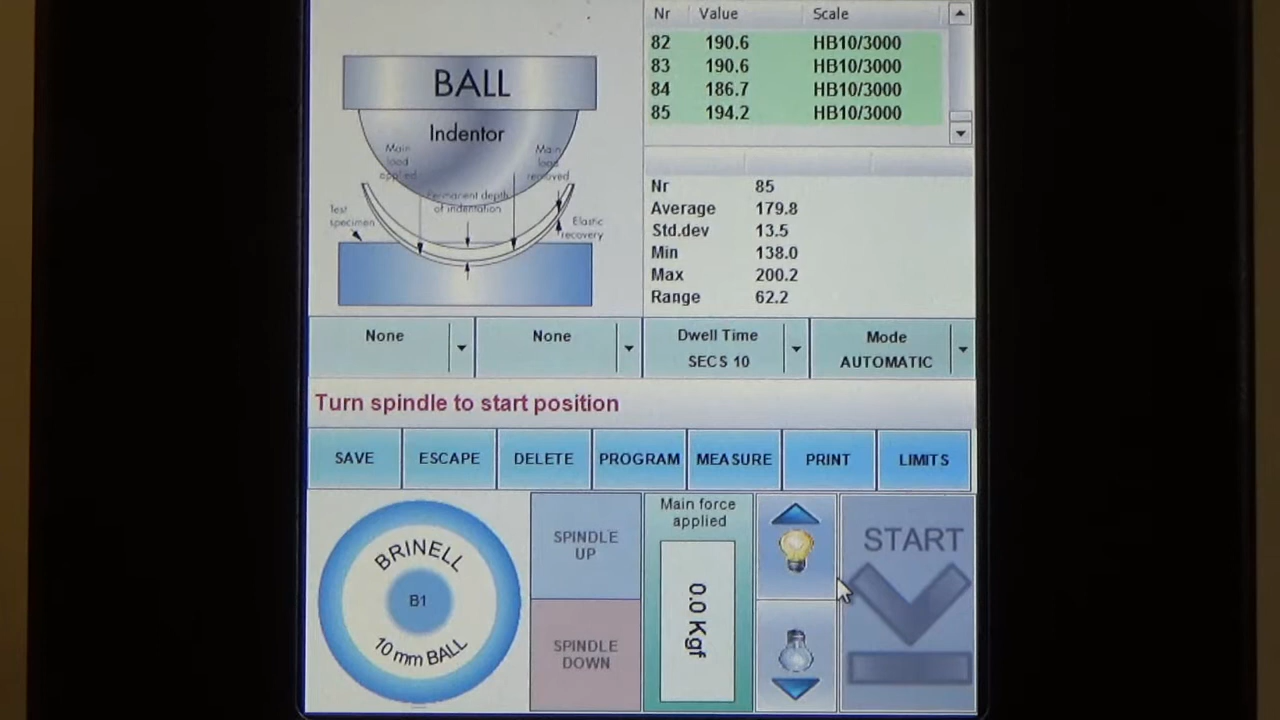 Nr Value Scale
82 190.6 HB10/3000
83 190.6 HB10/3000
84 186.7 HB10/3000
85 194.2 HB10/3000
BALL
Indentor
Main load applied
Main load removed
Permanent depth of indentation
Test specimen
Elastic recovery
Nr 85
Average 179.8
Std.dev 13.5
Min 138.0
Max 200.2
Range 62.2
None
None
Dwell Time
SECS 10
Mode
AUTOMATIC
Turn spindle to start position
SAVE ESCAPE DELETE PROGRAM MEASURE PRINT LIMITS
BRINELL
B1
10 mm BALL
SPINDLE
UP
SPINDLE
DOWN
Main force
applied
0.0 Kgf
START